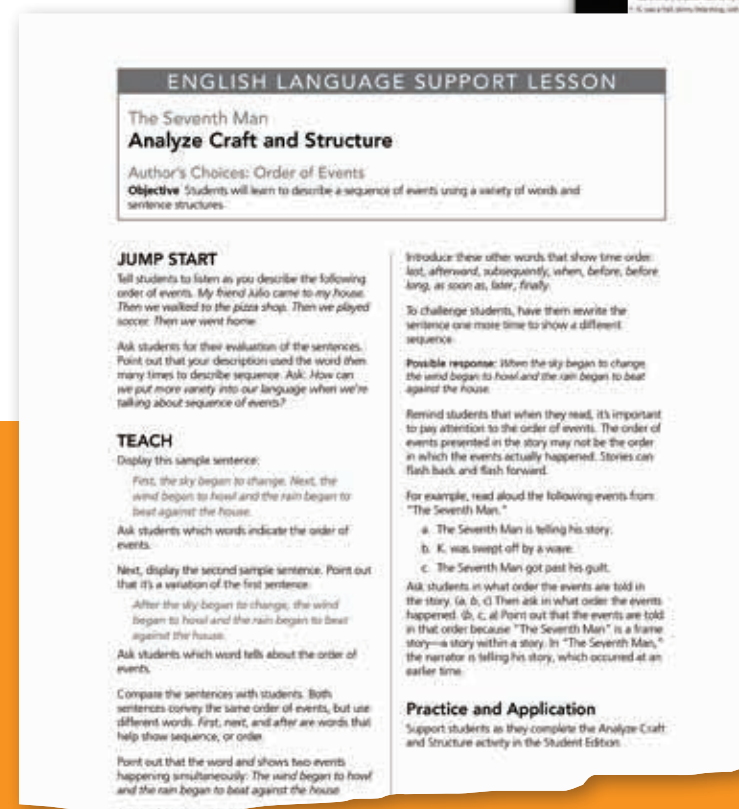 ENGLISH LANGUAGE SUPPORT LESSON
The Seventh Man
Analyze Craft and Structure
Author's Choices: Order of Events
Objective Students will learn to describe a sequence of events using a variety of words and
sentence structures.
JUMP START
Tell students to listen as you describe the following
order of events. My friend Julio came to my house.
Then we walked to the pizza shop. Then we played
soccer. Then we went home.
Ask students for their evaluation of the sentences.
Point out that your description used the word then
many times to describe sequence. Ask: How can
we put more variety into our language when we're
talking about sequence of events?
TEACH
Display this sample sentence:
First, the sky began to change. Next, the
wind began to howl and the rain began to
beat against the house.
Ask students which words indicate the order of
events.
Next, display the second sample sentence. Point out
that it's a variation of the first sentence.
After the sky began to change, the wind
began to howl and the rain began to beat
against the house.
Ask students which word tells about the order of
events.
Compare the sentences with students. Both
sentences convey the same order of events, but use
different words. First, next, and after are words that
help show sequence, or order.
Point out that the word and shows two events
happening simultaneously: The wind began to howl
and the rain began to beat against the house
Introduce these other words that show time order:
last, afterward, subsequently, when, before, before
long, as soon as, later, finally.
To challenge students, have them rewrite the
sentence one more time to show a different
sequence.
Possible response: When the sky began to change,
the wind began to howl and the rain began to beat
against the house.
Remind students that when they read, it's important
to pay attention to the order of events. The order of
events presented in the story may not be the order
in which the events actually happened. Stories can
flash back and flash forward.
For example, read aloud the following events from
"The Seventh Man."
a. The Seventh Man is telling his story.
b. K. was swept off by a wave.
c. The Seventh Man got past his guilt.
Ask students in what order the events are told in
the story. (a, b, c) Then ask in what order the events
happened. (b, c, a) Point out that the events are told
in that order because "The Seventh Man" is a frame
story—a story within a story. In "The Seventh Man,"
the narrator is telling his story, which occurred at an
earlier time.
Practice and Application
Support students as they complete the Analyze Craft
and Structure activity in the Student Edition.